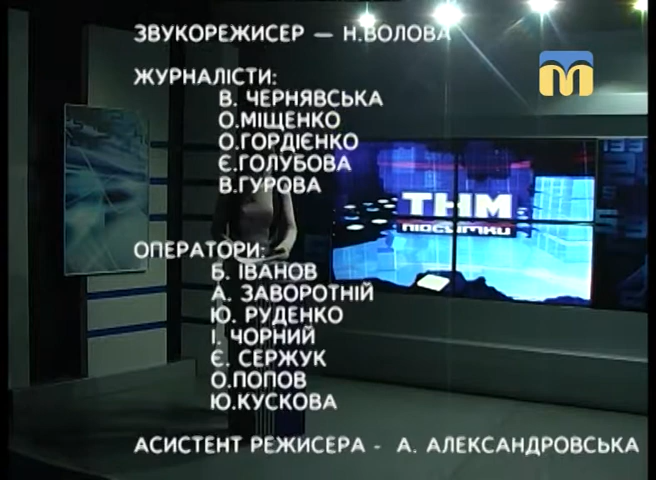 ЗВУКОРЕЖИСЕР — Н.ВОЛОВА
ЖУРНАЛІСТИ:
В. ЧЕРНЯВСЬКА
О.МІЩЕНКО
О.ГОРДІЄНКО
Є.ГОЛУБОВА
В.ГУРОВА
ТНМ
ПІДСУМКИ
ОПЕРАТОРИ:
Б. ІВАНОВ
А. ЗАВОРОТНІЙ
Ю. РУДЕНКО
І. ЧОРНИЙ
Є. СЕРЖУК
О.ПОПОВ
Ю.КУСКОВА
АСИСТЕНТ РЕЖИСЕРА - А. АЛЕКСАНДРОВСЬКА